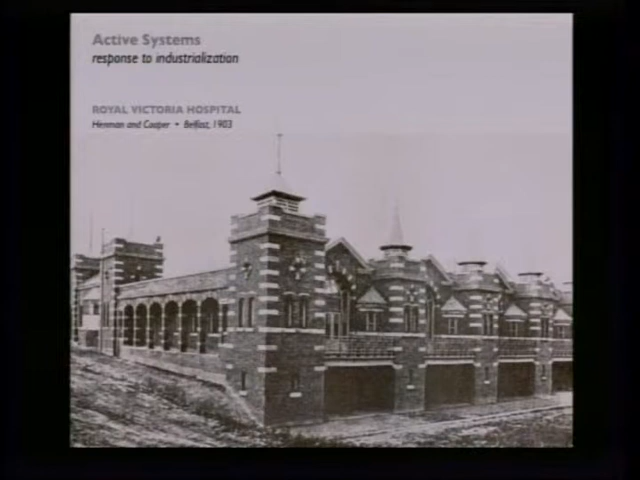 Active Systems
response to industrialization
ROYAL VICTORIA HOSPITAL
Henman and Cooper • Belfast, 1903